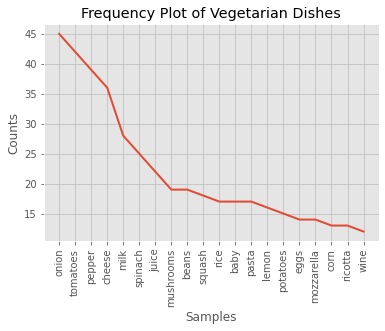 Frequency Plot of Vegetarian Dishes
Counts
45
40
35
30
25
20
15
onion
tomatoes
pepper
cheese
milk
spinach
juice
mushrooms
beans
squash
rice
baby
pasta
lemon
potatoes
eggs
mozzarella
corn
ricotta
wine
Samples